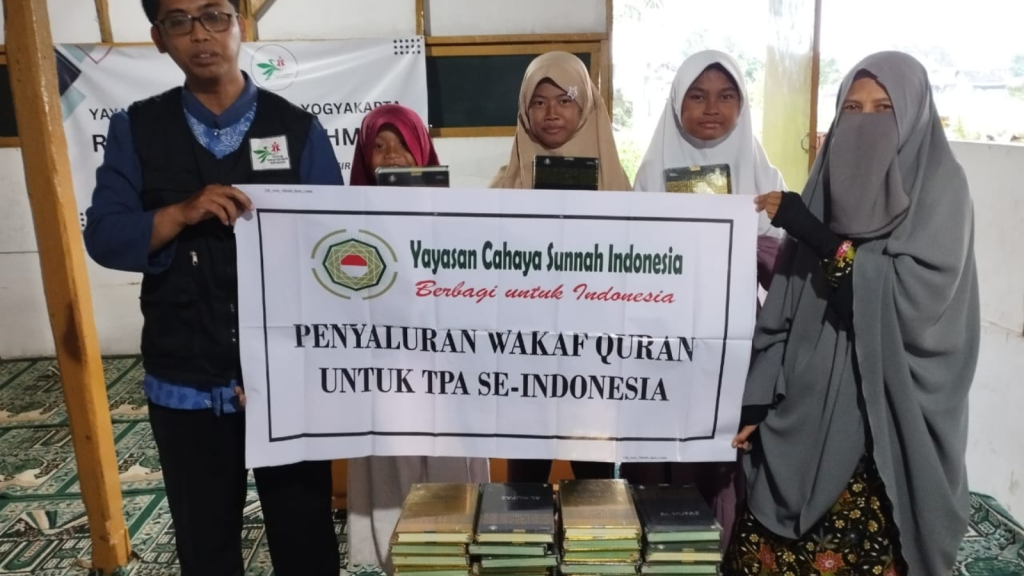 YOGYAKARTA
Yayasan Cahaya Sunnah Indonesia
Berbagi untuk Indonesia
PENYALURAN WAKAF QURAN
UNTUK TPA SE-INDONESIA